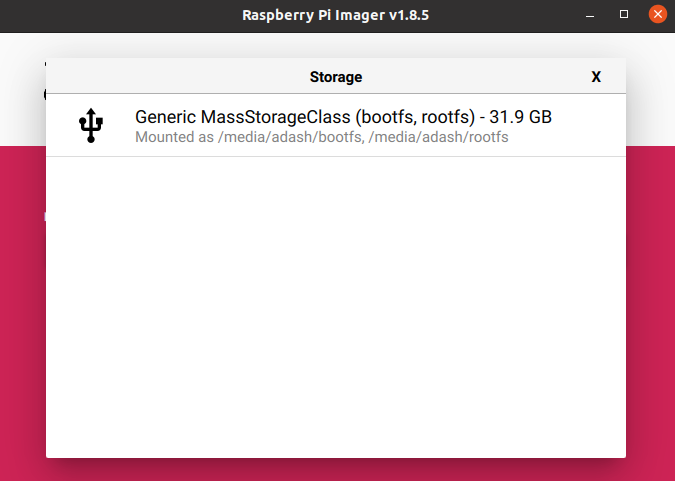 Raspberry Pi Imager v1.8.5
Storage
X
Generic MassStorageClass (bootfs, rootfs) - 31.9 GB
Mounted as /media/adash/bootfs, /media/adash/rootfs